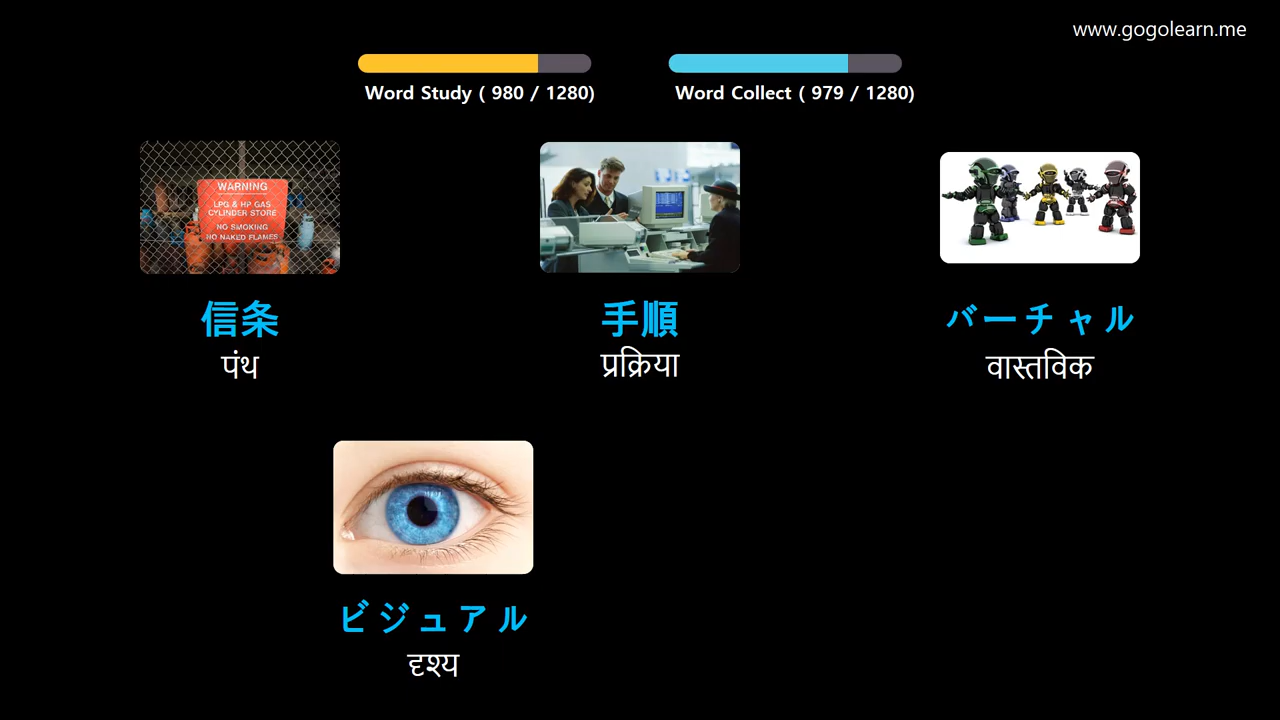 www.gogolearn.me
Word Study ( 980 / 1280)
Word Collect ( 979 / 1280)
WARNING
LPG & HP GAS
CYLINDER STORE
NO SMOKING
NO NAKED FLAMES
信条
पंथ
手順
प्रक्रिया
バーチャル
वास्तविक
ビジュアル
दृश्य